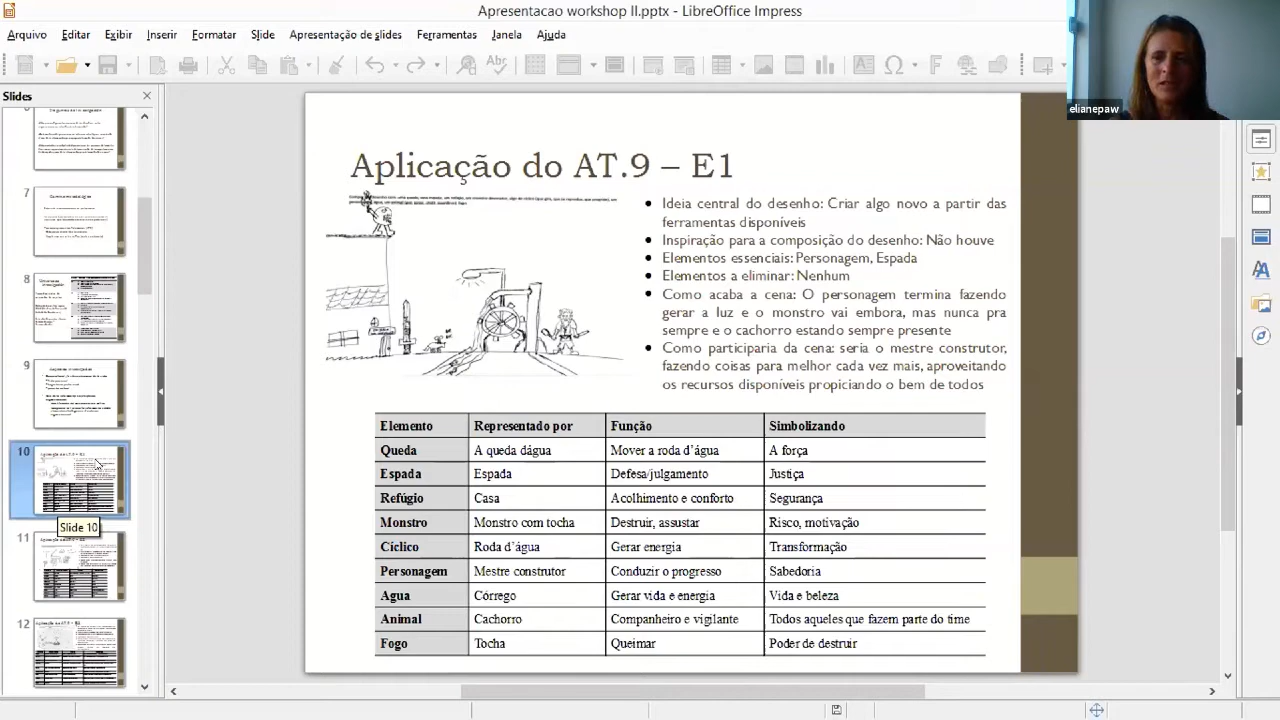 Apresentacao workshop II.pptx - LibreOffice Impress
Arquivo Editar Exibir Inserir Formatar Slide Apresentação de slides Ferramentas Janela Ajuda
elianepaw
Slides
7
8
9
10
Slide 10
11
12
Aplicação do AT.9 – E1
• Ideia central do desenho: Criar algo novo a partir das
ferramentas disponíveis
• Inspiração para a composição do desenho: Não houve
• Elementos essenciais: Personagem, Espada
• Elementos a eliminar: Nenhum
• Como acaba a cena: O personagem termina fazendo
gerar a luz e o monstro vai embora, mas nunca pra
sempre e o cachorro estando sempre presente
• Como participaria da cena: seria o mestre construtor,
fazendo coisas para melhor cada vez mais, aproveitando
os recursos disponíveis propiciando o bem de todos
Elemento Representado por Função Simbolizando
Queda A queda dágua Mover a roda d'água A força
Espada Espada Defesa/julgamento Justiça
Refúgio Casa Acolhimento e conforto Segurança
Monstro Monstro com tocha Destruir, assustar Risco, motivação
Cíclico Roda d'água Gerar energia Transformação
Personagem Mestre construtor Conduzir o progresso Sabedoria
Água Córrego Gerar vida e energia Vida e beleza
Animal Cachorro Companheiro e vigilante Todos aqueles que fazem parte do time
Fogo Tocha Queimar Poder de destruir